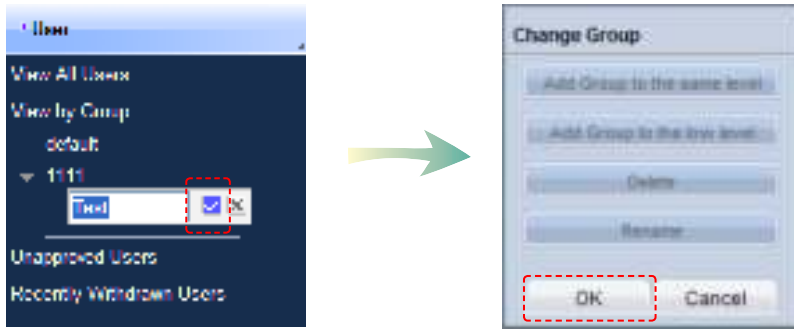 User
View All Users
View by Group
default
1111
Test
Unapproved Users
Recently Withdrawn Users
Change Group
Add Group to the same level
Add Group to the low level
Delete
Rename
OK
Cancel